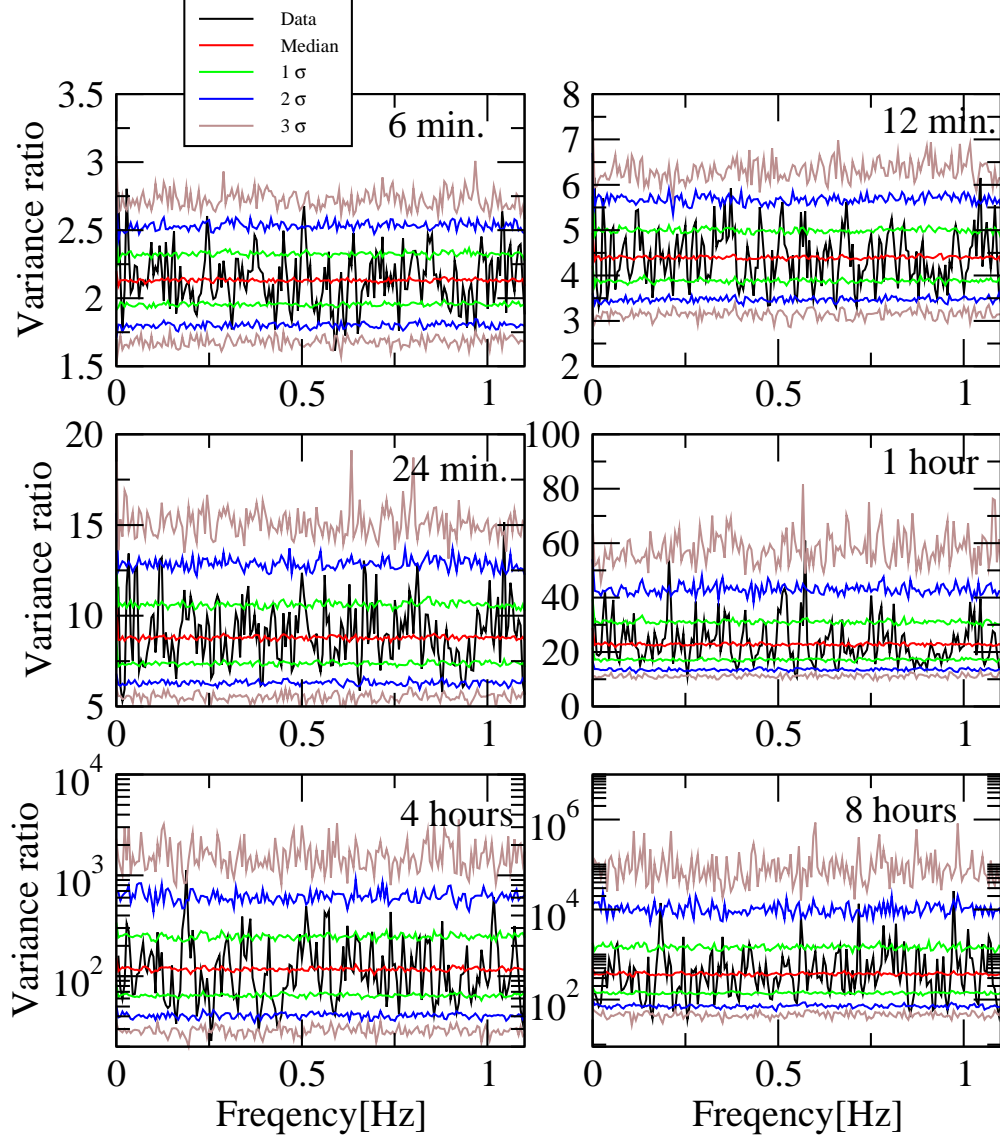 Data
Median
1 σ
2 σ
3 σ
6 min.
Variance ratio
3.5
3
2.5
2
1.5
0
0.5
1
12 min.
8
7
6
5
4
3
2
0
0.5
1
24 min.
Variance ratio
20
15
10
5
0
0.5
1
1 hour
100
80
60
40
20
0
0
0.5
1
4 hours
Variance ratio
10^4
10^3
10^2
0
0.5
1
Freqency[Hz]
8 hours
10^6
10^4
10^2
0
0.5
1
Freqency[Hz]